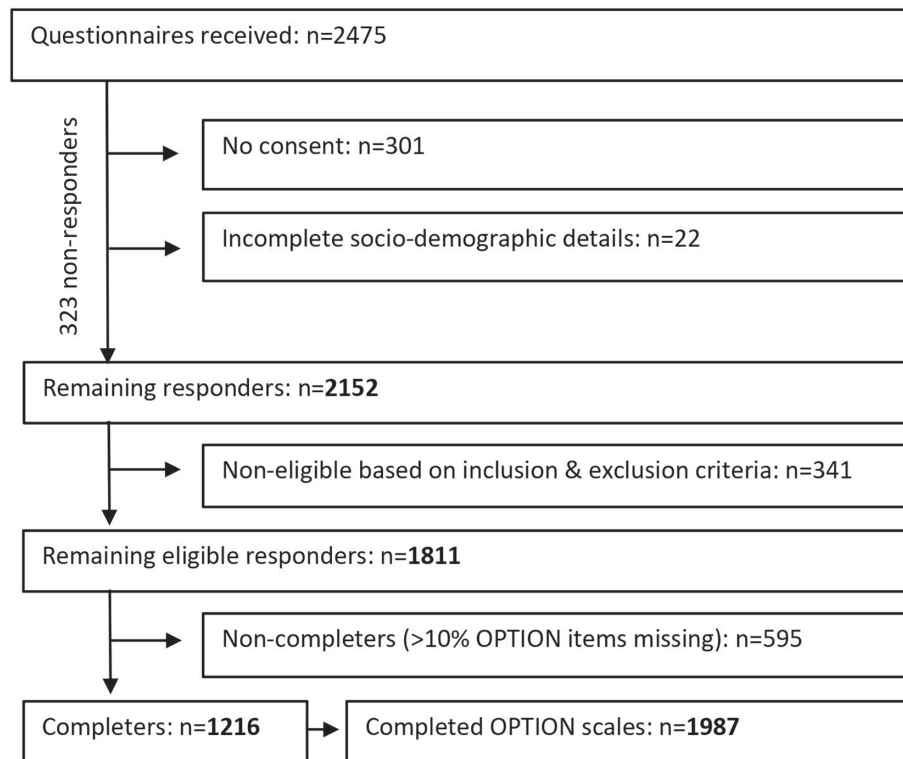 Questionnaires received: n=2475
323 non-responders
No consent: n=301
Incomplete socio-demographic details: n=22
Remaining responders: n=2152
Non-eligible based on inclusion & exclusion criteria: n=341
Remaining eligible responders: n=1811
Non-completers (>10% OPTION items missing): n=595
Completers: n=1216
Completed OPTION scales: n=1987